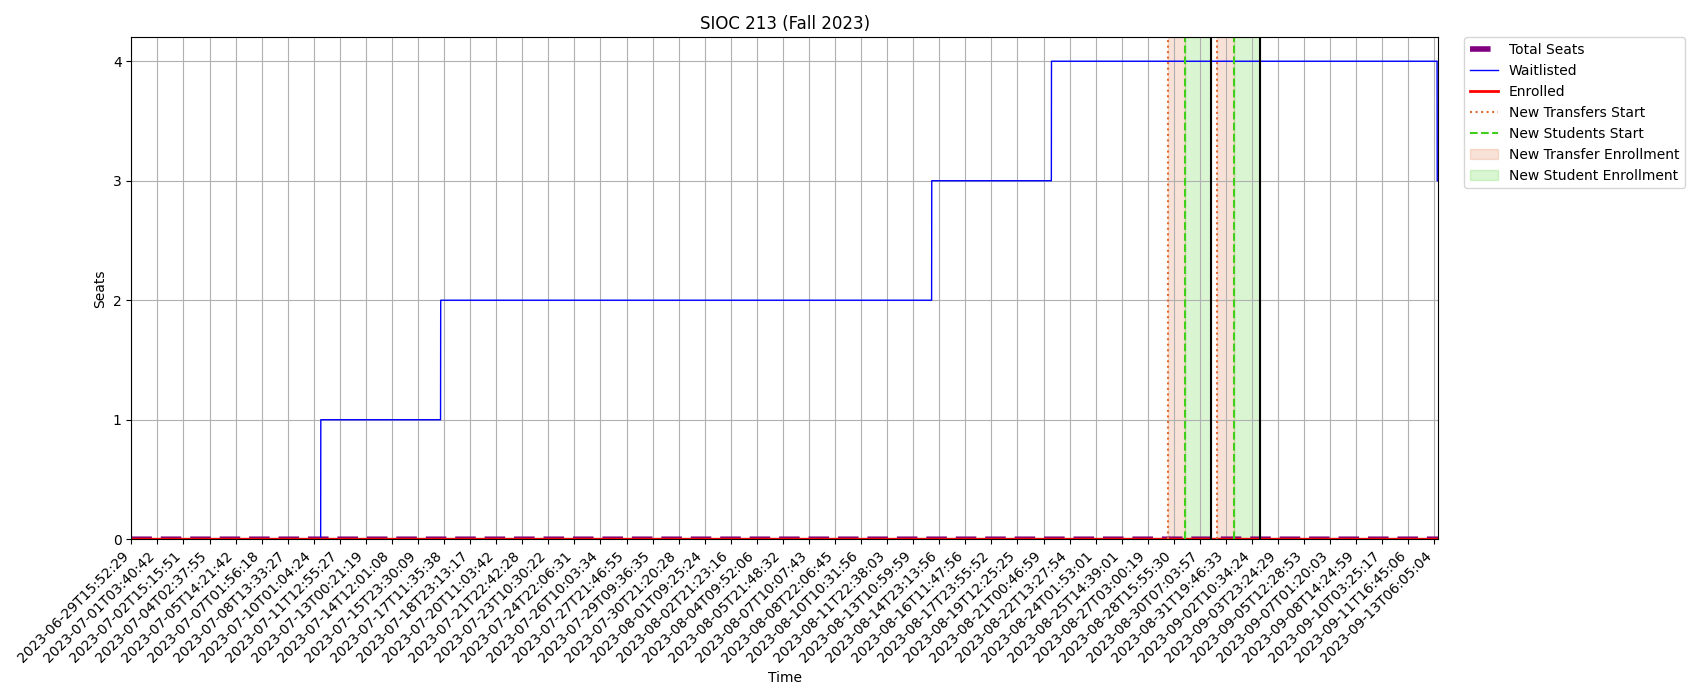 SIOC 213 (Fall 2023)
Total Seats
Waitlisted
Enrolled
New Transfers Start
New Students Start
New Transfer Enrollment
New Student Enrollment
Seats
4
3
2
1
0
2023-06-29T15:52:29
2023-07-01T03:40:42
2023-07-02T15:15:51
2023-07-04T02:37:55
2023-07-05T14:21:42
2023-07-07T01:56:18
2023-07-08T13:33:27
2023-07-10T01:04:24
2023-07-11T12:55:27
2023-07-13T00:21:19
2023-07-14T12:01:08
2023-07-15T23:30:09
2023-07-17T11:35:38
2023-07-18T23:13:17
2023-07-20T11:03:42
2023-07-21T22:42:28
2023-07-23T10:30:22
2023-07-24T22:06:31
2023-07-26T10:03:34
2023-07-27T21:46:55
2023-07-29T09:36:35
2023-07-30T21:20:28
2023-08-01T09:25:24
2023-08-02T21:23:16
2023-08-04T09:52:06
2023-08-05T21:48:32
2023-08-07T10:07:43
2023-08-08T22:06:45
2023-08-10T10:31:56
2023-08-11T22:38:03
2023-08-13T10:59:59
2023-08-14T23:13:56
2023-08-16T11:47:56
2023-08-17T23:55:52
2023-08-19T12:25:25
2023-08-21T00:46:59
2023-08-22T13:27:54
2023-08-24T01:53:01
2023-08-25T14:39:01
2023-08-27T03:00:19
2023-08-28T15:55:30
2023-08-30T07:03:57
2023-08-31T19:46:33
2023-09-02T10:34:24
2023-09-03T23:24:29
2023-09-05T12:28:53
2023-09-07T01:20:03
2023-09-08T14:24:59
2023-09-10T03:25:17
2023-09-11T16:45:06
2023-09-13T06:05:04
Time